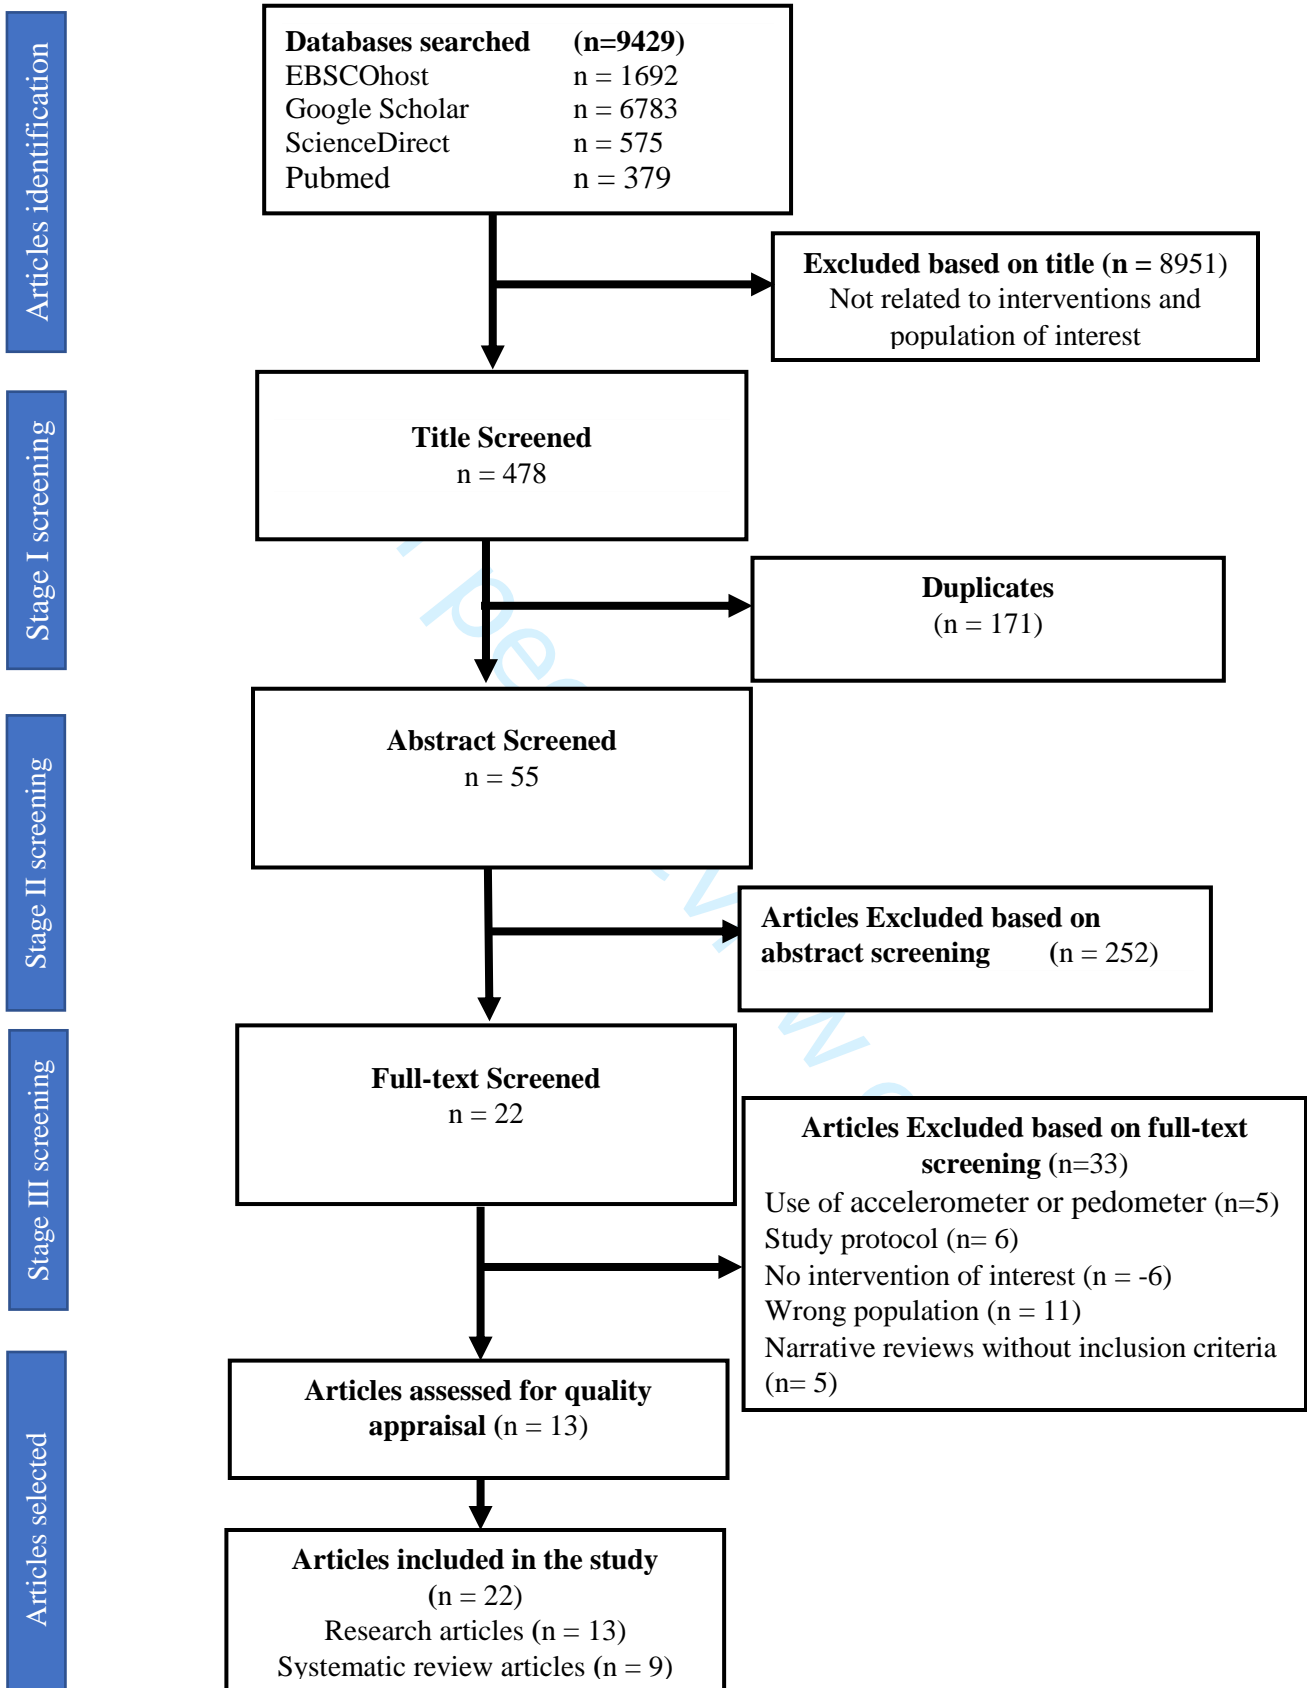 Articles identification
Databases searched (n=9429)
EBSCOhost n = 1692
Google Scholar n = 6783
ScienceDirect n = 575
Pubmed n = 379
Excluded based on title (n = 8951)
Not related to interventions and
population of interest
Stage I screening
Title Screened
n = 478
Duplicates
(n = 171)
Stage II screening
Abstract Screened
n = 55
Articles Excluded based on
abstract screening (n = 252)
Stage III screening
Full-text Screened
n = 22
Articles Excluded based on full-text
screening (n=33)
Use of accelerometer or pedometer (n=5)
Study protocol (n= 6)
No intervention of interest (n = -6)
Wrong population (n = 11)
Narrative reviews without inclusion criteria
(n= 5)
Articles selected
Articles assessed for quality
appraisal (n = 13)
Articles included in the study
(n = 22)
Research articles (n = 13)
Systematic review articles (n = 9)